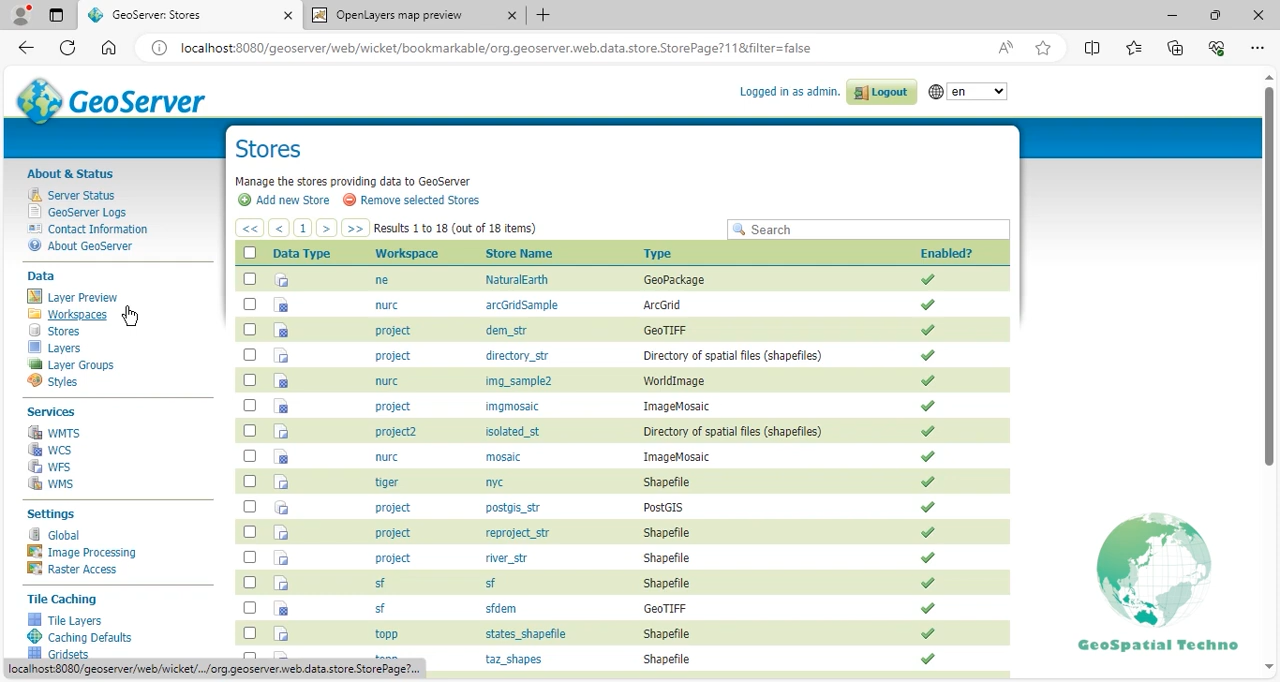 GeoServer: Stores
OpenLayers map preview
localhost:8080/geoserver/web/wicket/bookmarkable/org.geoserver.web.data.store.StorePage?11&filter=false
GeoServer
Logged in as admin.
Logout
en
About & Status
Server Status
GeoServer Logs
Contact Information
About GeoServer
Data
Layer Preview
Workspaces
Stores
Layers
Layer Groups
Styles
Services
WMTS
WCS
WFS
WMS
Settings
Global
Image Processing
Raster Access
Tile Caching
Tile Layers
Caching Defaults
Gridsets
Stores
Manage the stores providing data to GeoServer
Add new Store Remove selected Stores
<< < 1 > >> Results 1 to 18 (out of 18 items) Search
Data Type Workspace Store Name Type Enabled?
ne NaturalEarth GeoPackage
nurc arcGridSample ArcGrid
project dem_str GeoTIFF
project directory_str Directory of spatial files (shapefiles)
nurc img_sample2 WorldImage
project imgmosaic ImageMosaic
project2 isolated_st Directory of spatial files (shapefiles)
nurc mosaic ImageMosaic
tiger nyc Shapefile
project postgis_str PostGIS
project reproject_str Shapefile
project river_str Shapefile
sf sf Shapefile
sf sfdem GeoTIFF
topp states_shapefile Shapefile
topp taz_shapes Shapefile
GeoSpatial Techno
localhost:8080/geoserver/web/wicket/.../org.geoserver.web.data.store.StorePage?...